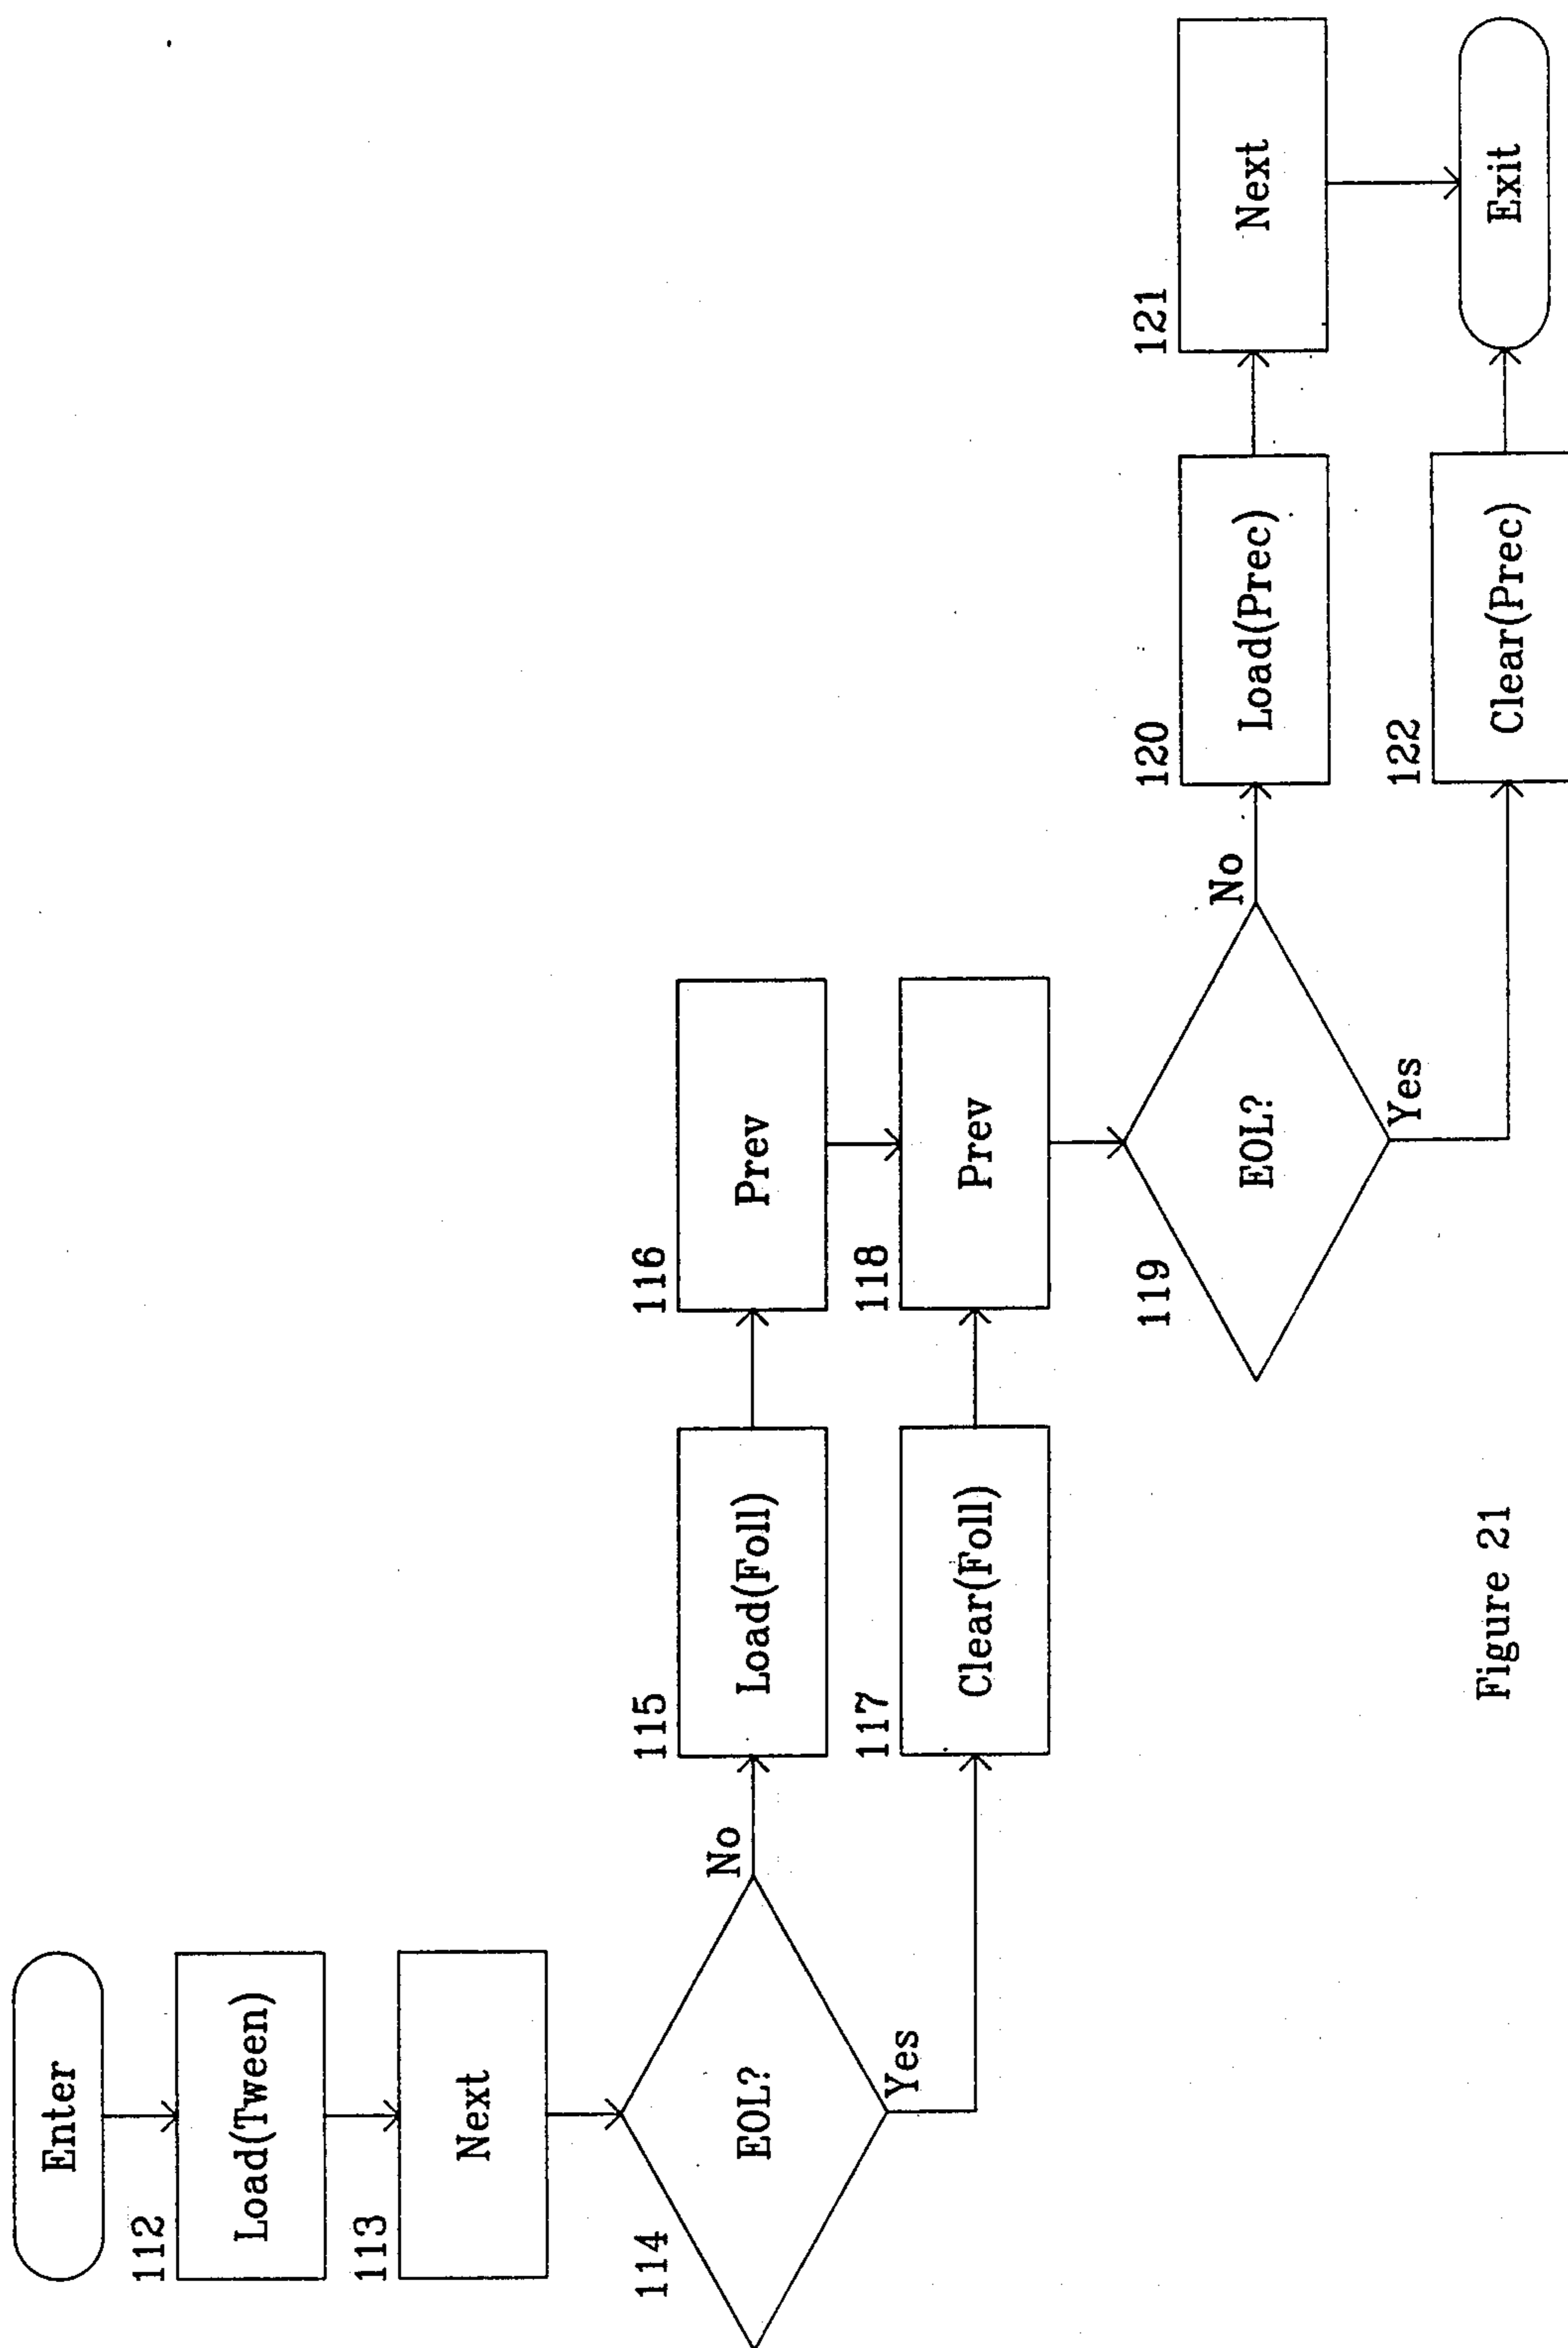 Enter
112
Load(Tween)
113
Next
114
EOL?
No
Yes
115
Load(Foll)
116
Prev
117
Clear(Foll)
118
Prev
119
EOL?
No
Yes
120
Load(Prec)
121
Next
122
Clear(Prec)
Exit
Figure 21